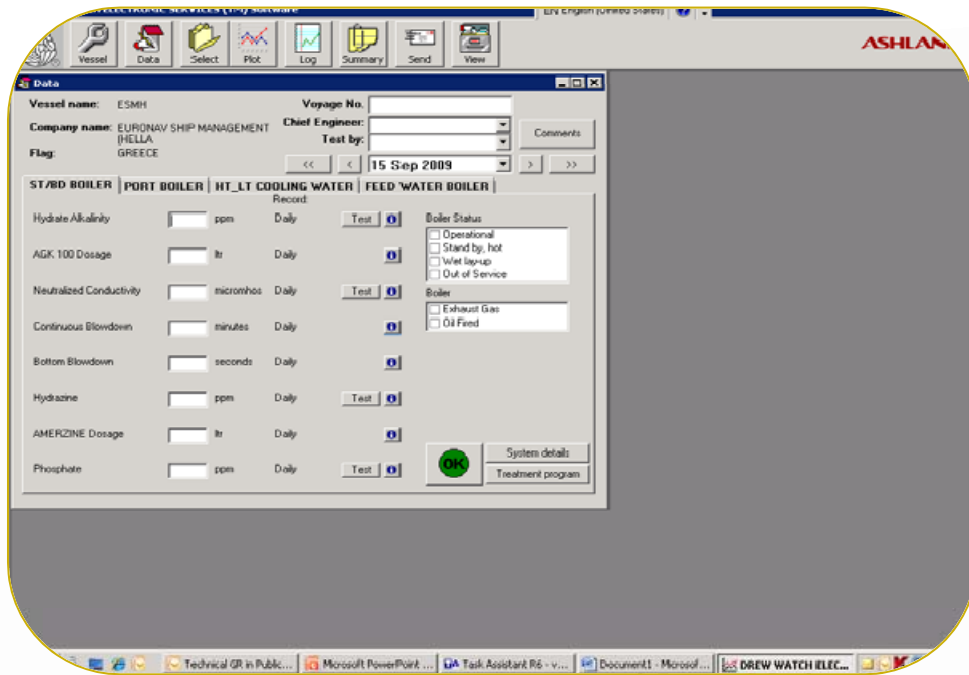 ELECTRONIC SERVICES (TM) Software
EN English (United States)
Vessel Data Select Plot Log Summary Send View
ASHLAN
Data
Vessel name: ESMH Voyage No.
Company name: EURONAV SHIP MANAGEMENT (HELLA Chief Engineer:
Test by:
Comments
Flag: GREECE
<< < 15 Sep 2009 > >>
ST/BD BOILER PORT BOILER HT_LT COOLING WATER FEED WATER BOILER
Record:
Hydrate Alkalinity ppm Daily Test Boiler Status
Operational
Stand by, hot
Wet lay-up
Out of Service
AGK 100 Dosage ltr Daily
Neutralized Conductivity micromhos Daily Test Boiler
Exhaust Gas
Oil Fired
Continuous Blowdown minutes Daily
Bottom Blowdown seconds Daily
Hydrazine ppm Daily Test
AMERZINE Dosage ltr Daily
OK System details
Phosphate ppm Daily Test Treatment program
Technical GR in Public... Microsoft PowerPoint ... Task Assistant R6 - v... Document1 - Microsof... DREW WATCH (ELEC...